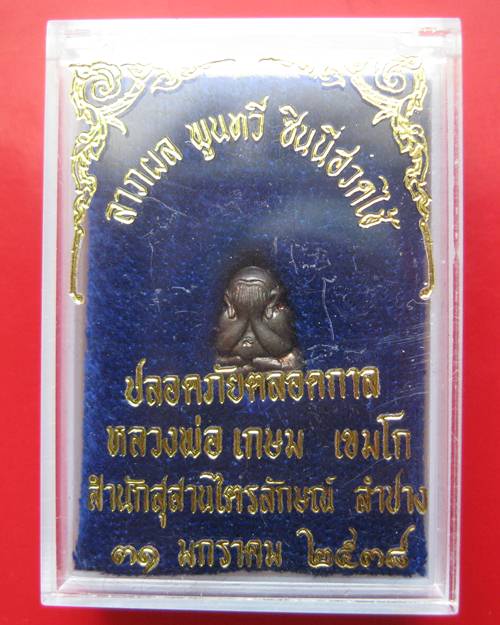 ลาภผล พูนทวี ซินนี้ฮวดไช้
ปลอดภัยตลอดกาล
หลวงพ่อ เกษม เขมโก
สำนักสุสานไตรลักษณ์ ลำปาง
๓๑ มกราคม ๒๕๓๘